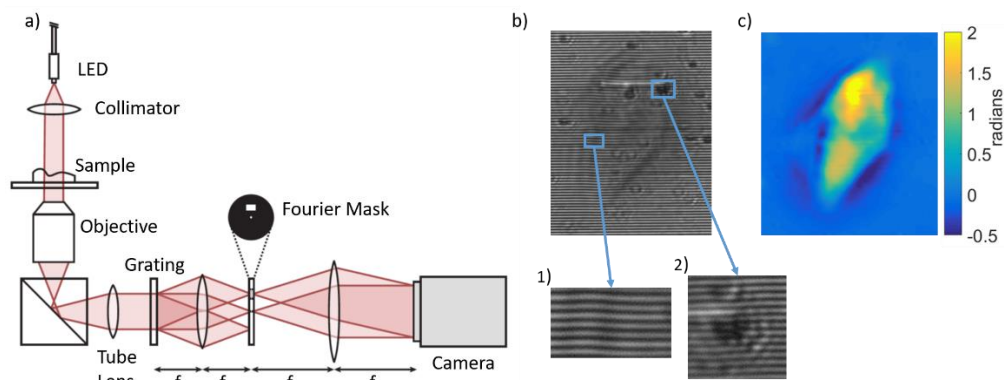 a)
LED
Collimator
Sample
Objective
Fourier Mask
Grating
Tube
Camera
f
f
f
f
b)
1)
2)
c)
2
1.5
1
0.5
0
-0.5
radians